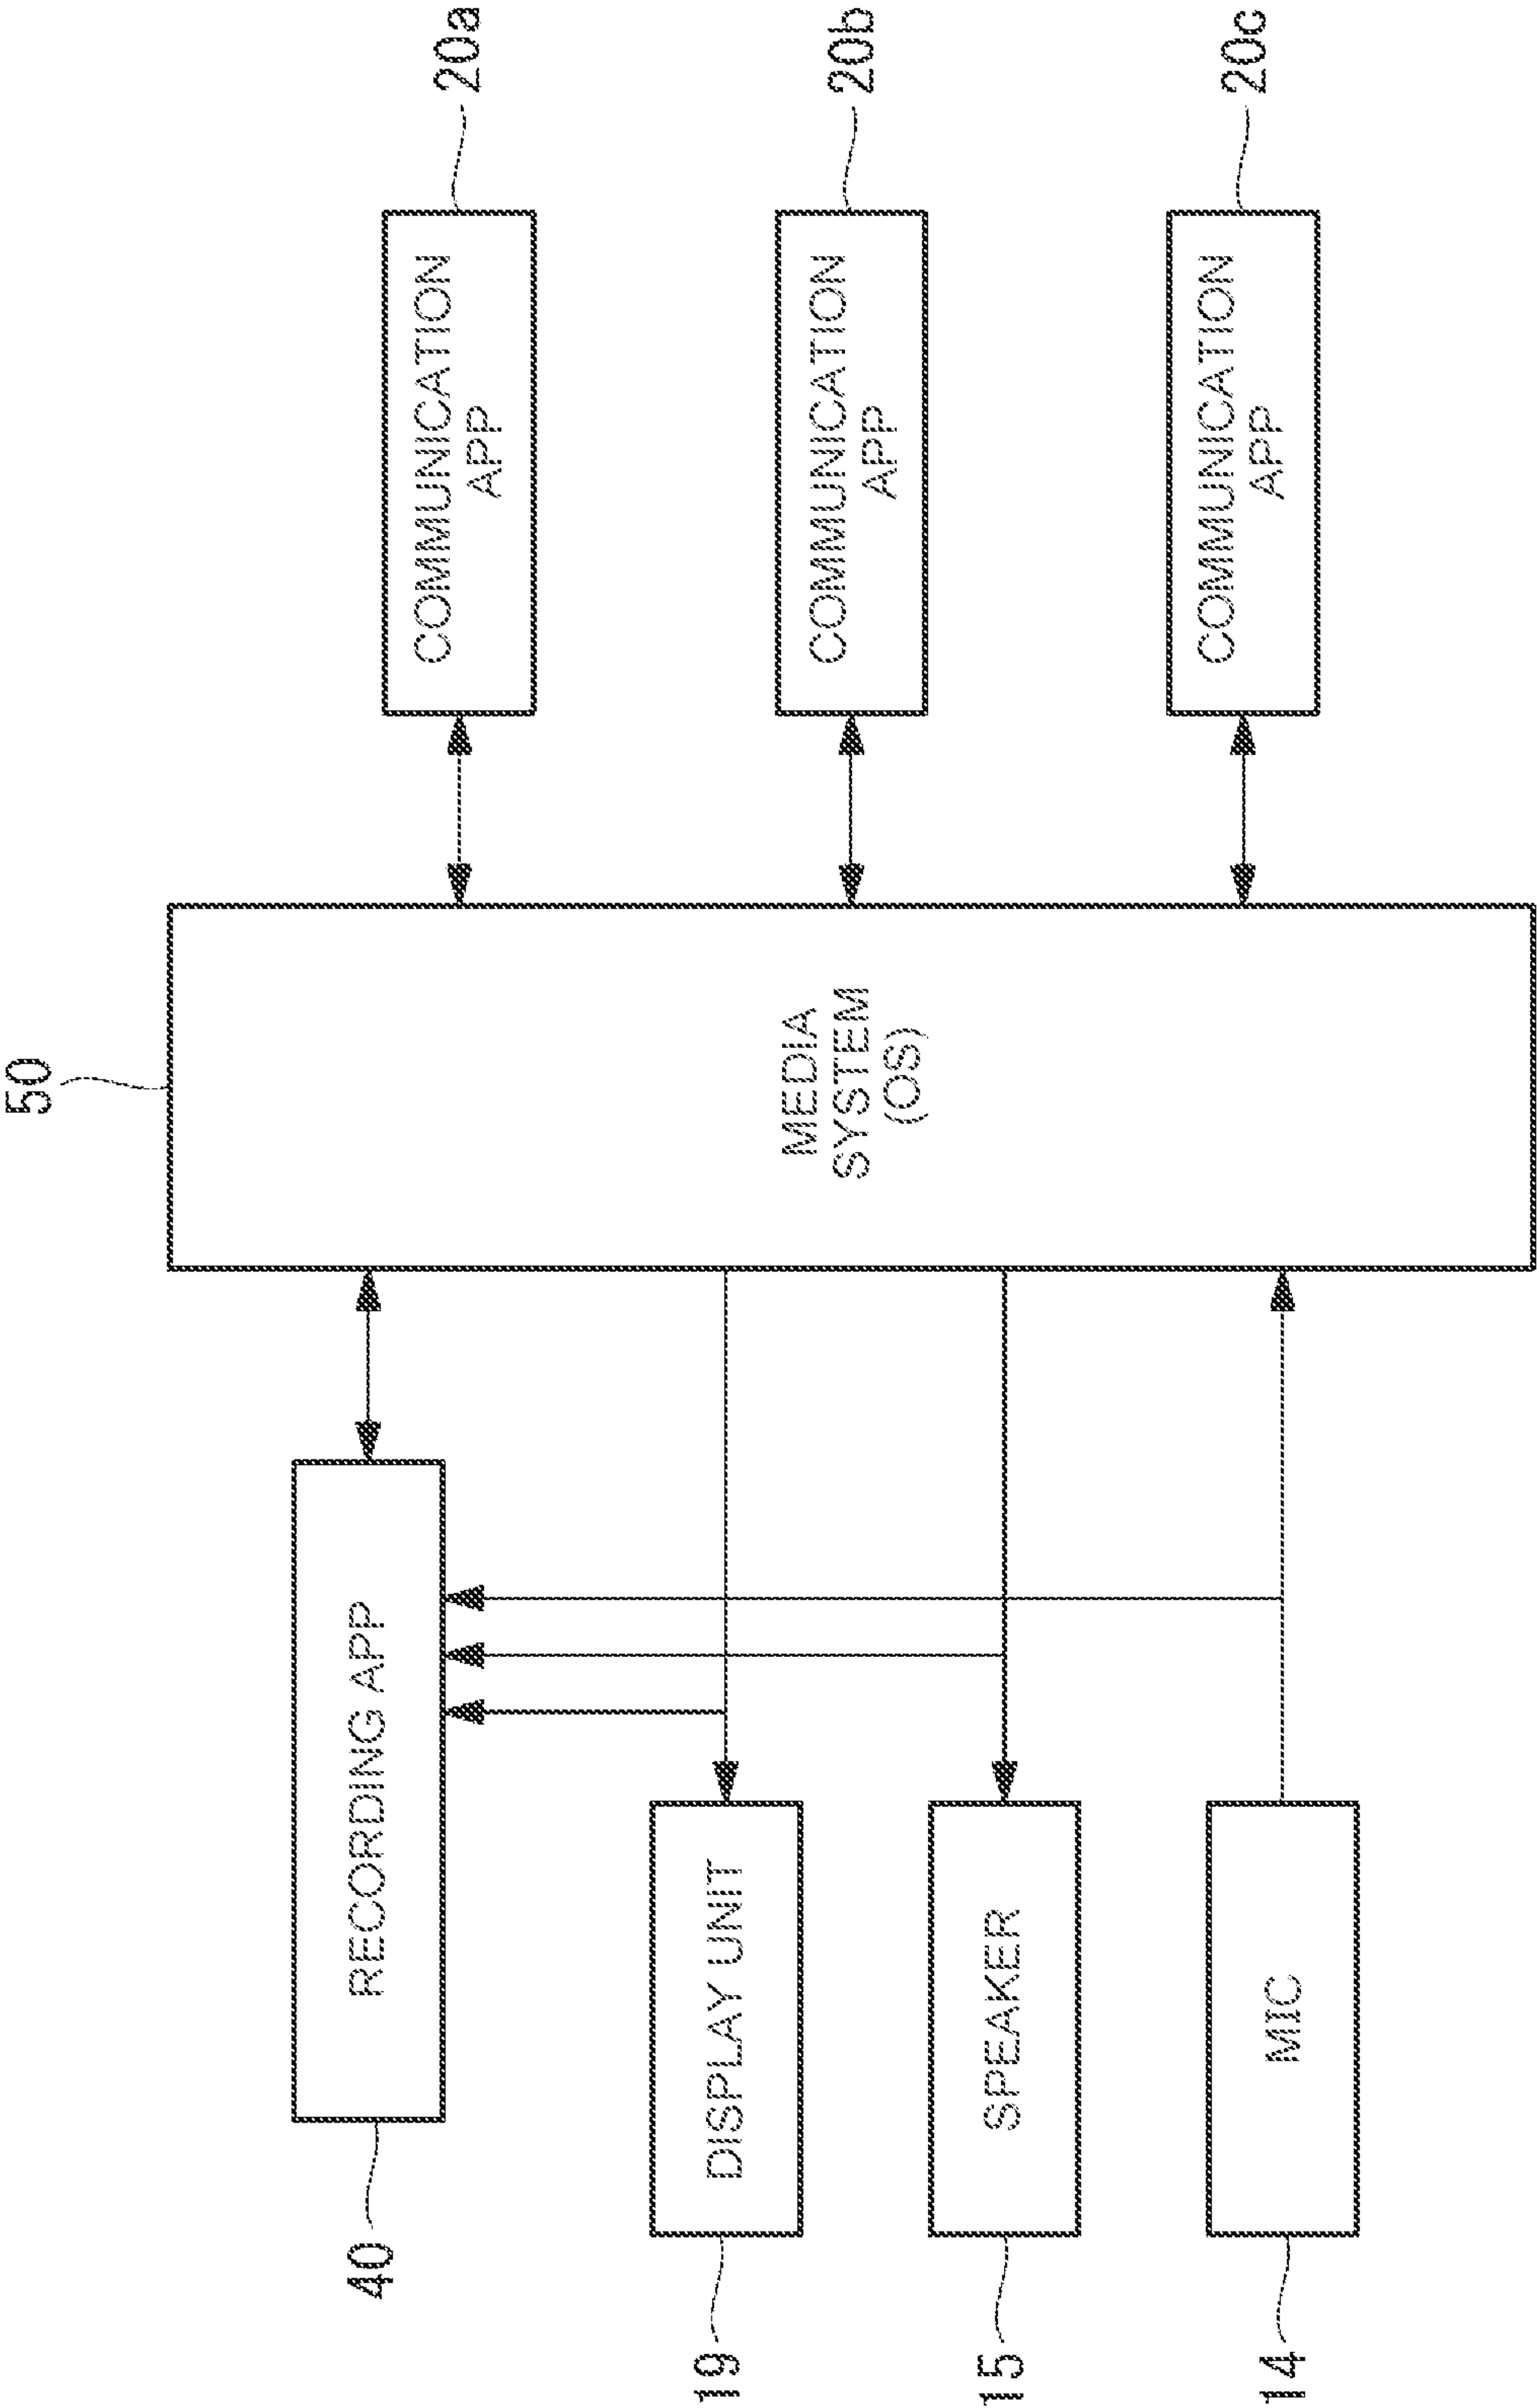 50
40
RECORDING APP
19
DISPLAY UNIT
15
SPEAKER
14
MIC
MEDIA
SYSTEM
(OS)
COMMUNICATION
APP
20a
COMMUNICATION
APP
20b
COMMUNICATION
APP
20c